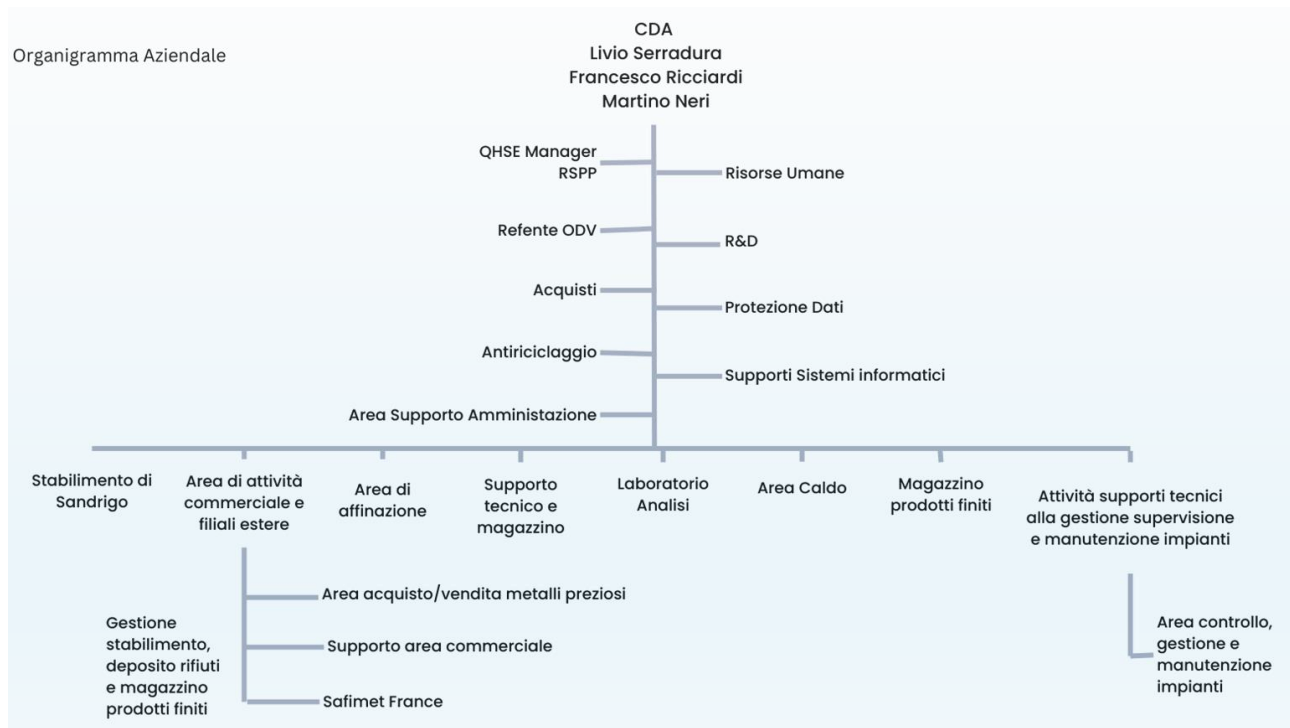 Organigramma Aziendale
CDA
Livio Serradura
Francesco Ricciardi
Martino Neri
QHSE Manager
RSPP
Risorse Umane
Refente ODV
R&D
Acquisti
Protezione Dati
Antiriciclaggio
Supporti Sistemi informatici
Area Supporto Amministazione
Stabilimento di
Sandrigo
Area di attività
commerciale e
filiali estere
Area di
affinazione
Supporto
tecnico e
magazzino
Laboratorio
Analisi
Area Caldo
Magazzino
prodotti finiti
Attività supporti tecnici
alla gestione supervisione
e manutenzione impianti
Gestione
stabilimento,
deposito rifiuti
e magazzino
prodotti finiti
Area acquisto/vendita metalli preziosi
Supporto area commerciale
Safimet France
Area controllo,
gestione e
manutenzione
impianti